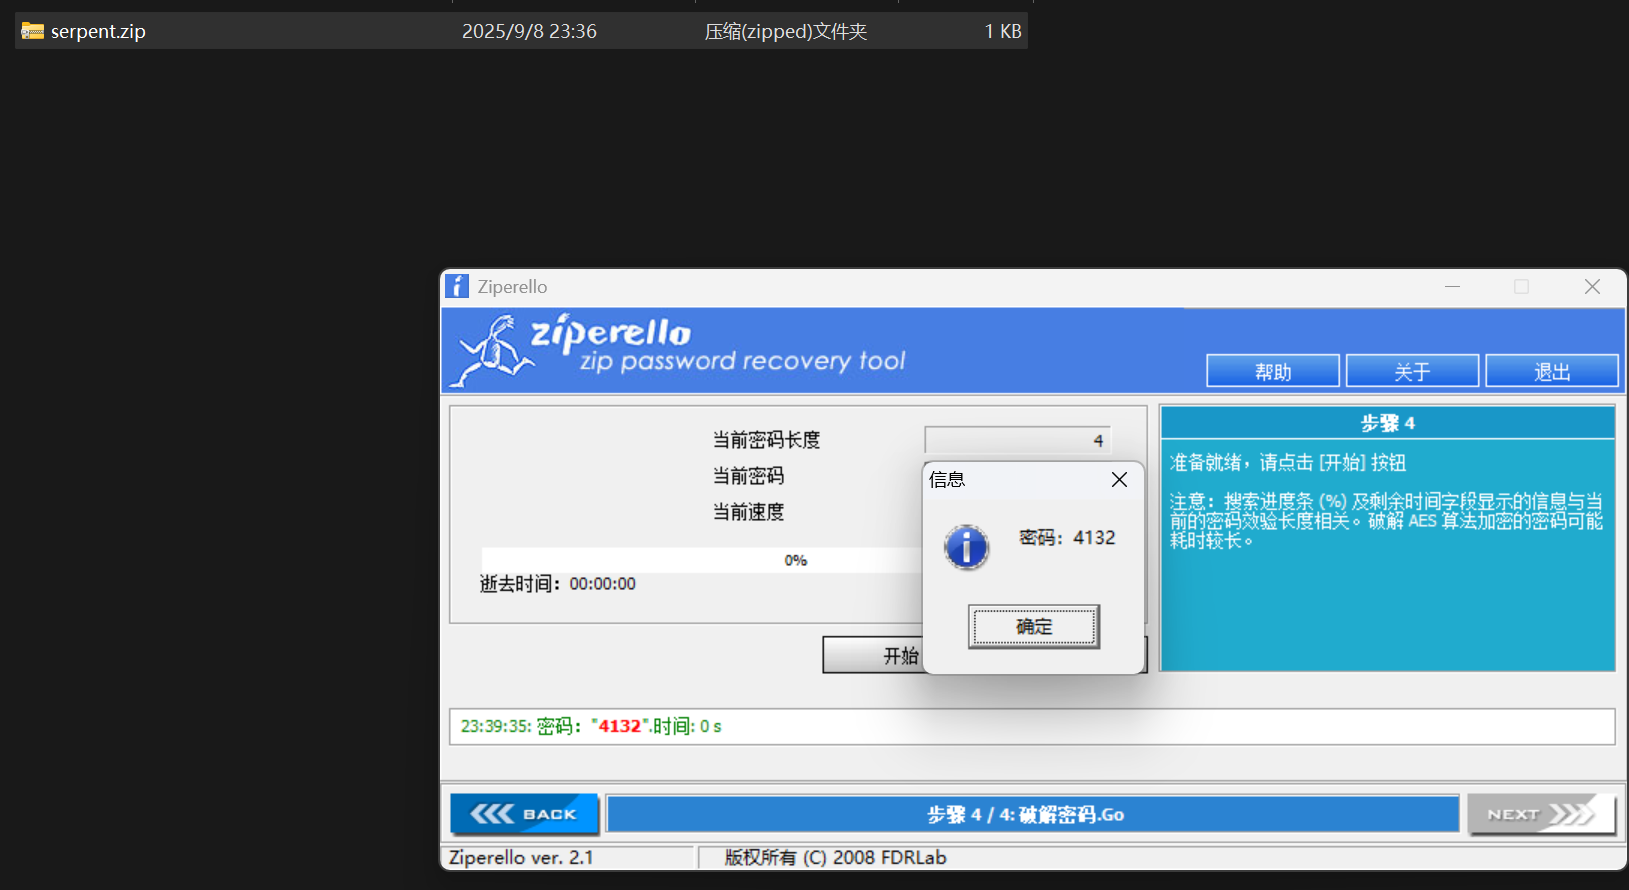 serpent.zip 2025/9/8 23:36 压缩(zipped)文件夹 1 KB
Ziperello
ziperello
zip password recovery tool
帮助 关于 退出
当前密码长度 4
当前密码
当前速度
0%
逝去时间：00:00:00
开始
信息
密码：4132
确定
步骤 4
准备就绪，请点击 [开始] 按钮
注意：搜索进度条 (%) 及剩余时间字段显示的信息与当
前的密码效验长度相关。破解 AES 算法加密的密码可能
耗时较长。
23:39:35: 密码："4132".时间: 0 s
BACK 步骤 4 / 4: 破解密码.Go NEXT
Ziperello ver. 2.1 版权所有 (C) 2008 FDRLab